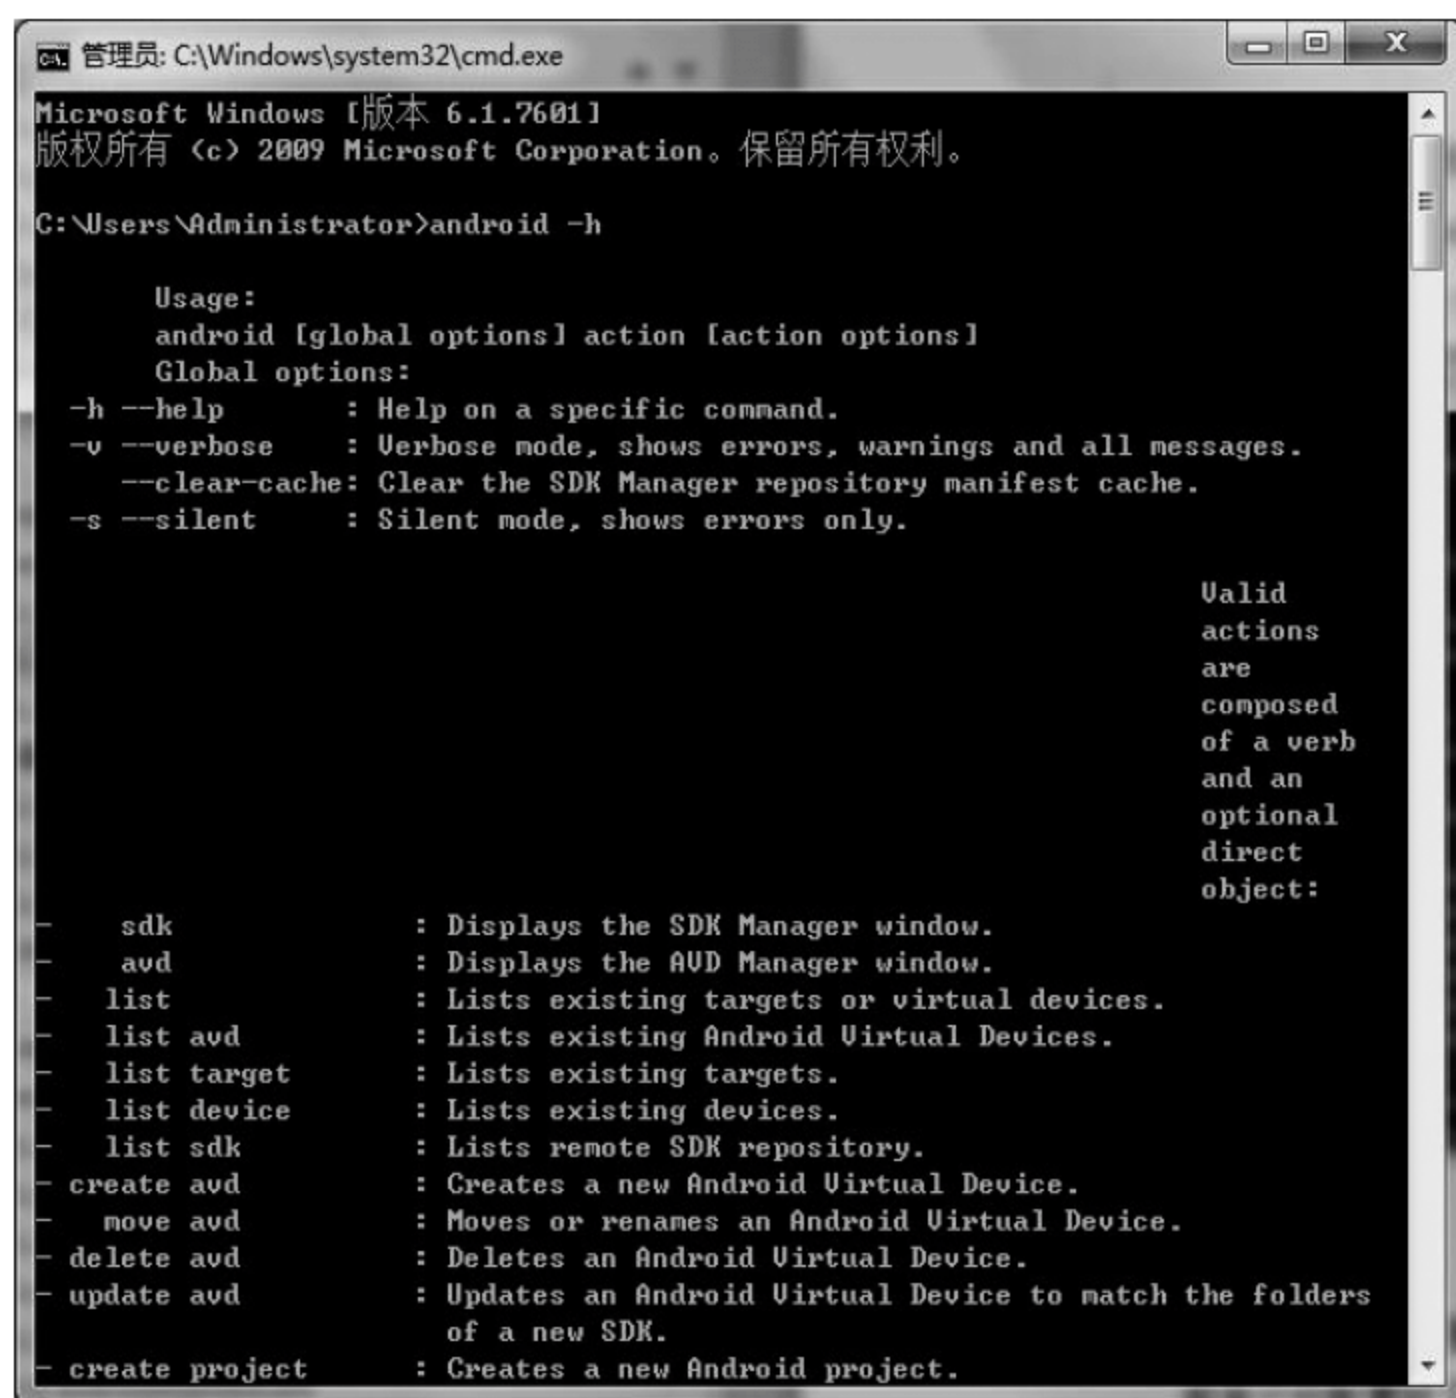 管理员: C:\Windows\system32\cmd.exe
Microsoft Windows [版本 6.1.7601]
版权所有 (c) 2009 Microsoft Corporation。保留所有权利。
C:\Users\Administrator>android -h
Usage:
android [global options] action [action options]
Global options:
-h --help : Help on a specific command.
-v --verbose : Verbose mode, shows errors, warnings and all messages.
--clear-cache: Clear the SDK Manager repository manifest cache.
-s --silent : Silent mode, shows errors only.
Valid
actions
are
composed
of a verb
and an
optional
direct
object:
- sdk : Displays the SDK Manager window.
- avd : Displays the AVD Manager window.
- list : Lists existing targets or virtual devices.
- list avd : Lists existing Android Virtual Devices.
- list target : Lists existing targets.
- list device : Lists existing devices.
- list sdk : Lists remote SDK repository.
- create avd : Creates a new Android Virtual Device.
- move avd : Moves or renames an Android Virtual Device.
- delete avd : Deletes an Android Virtual Device.
- update avd : Updates an Android Virtual Device to match the folders
of a new SDK.
- create project : Creates a new Android project.